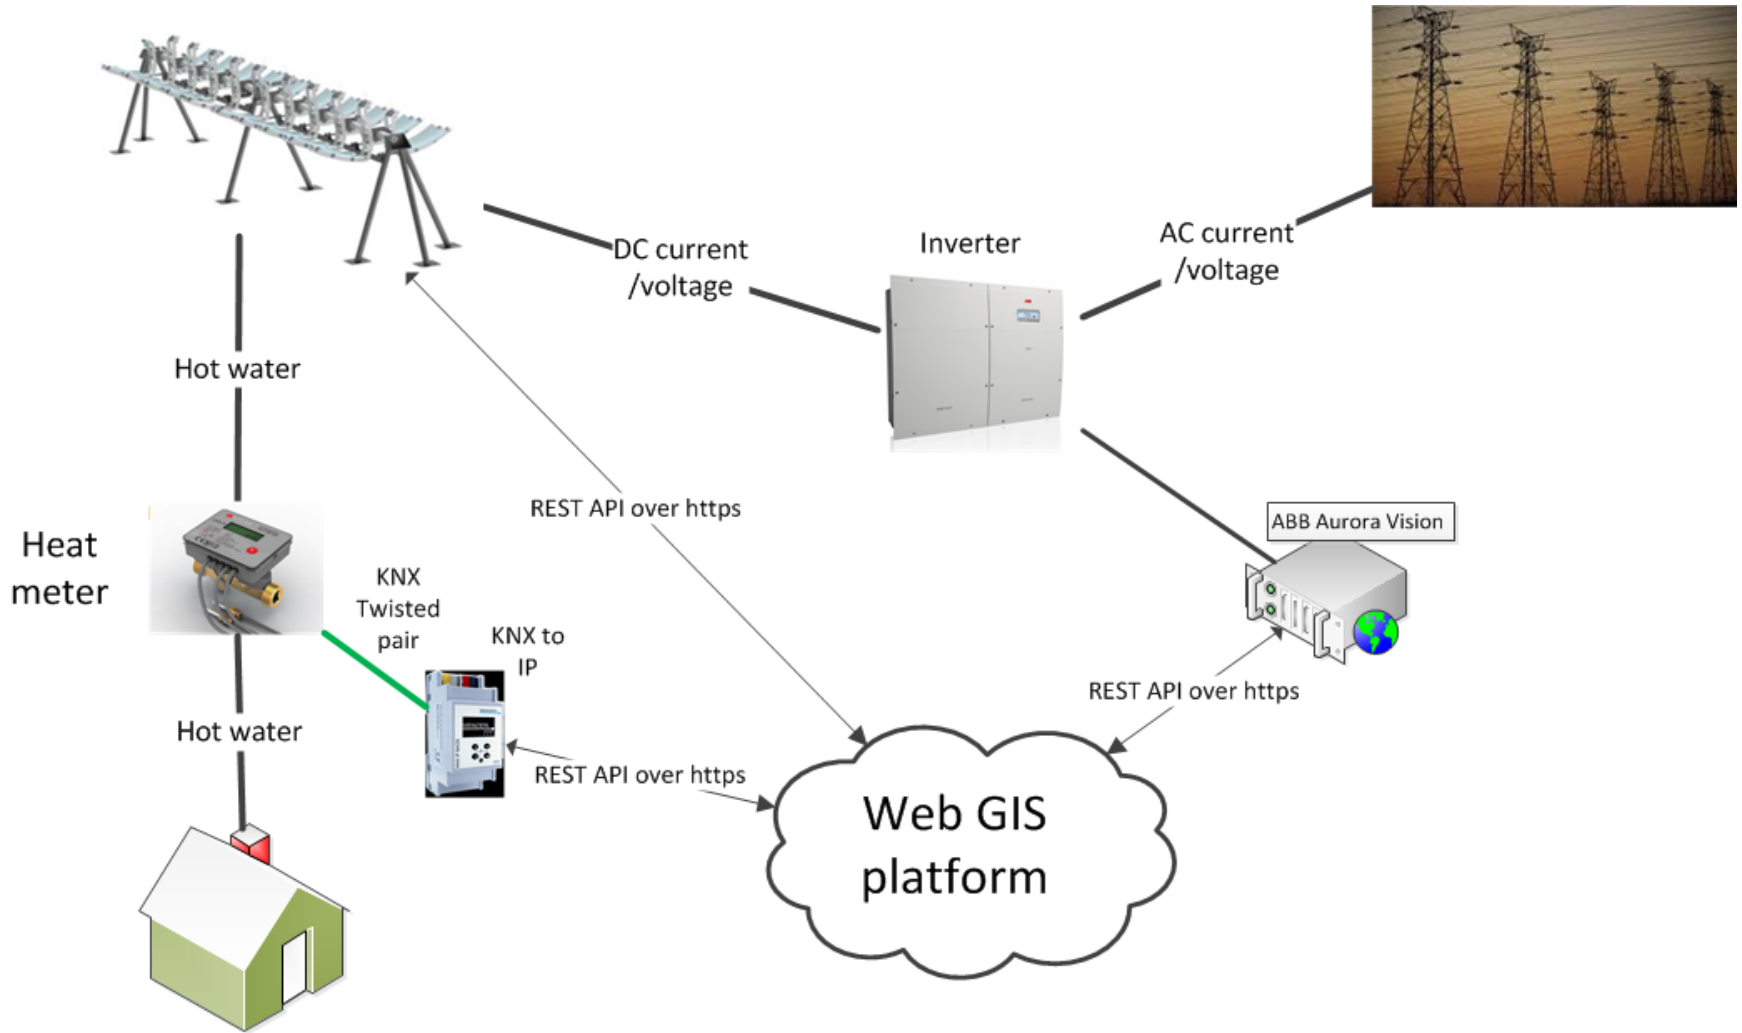 DC current
/voltage
Inverter
AC current
/voltage
Hot water
REST API over https
ABB Aurora Vision
Heat
meter
KNX
Twisted
pair
KNX to
IP
REST API over https
Hot water
REST API over https
Web GIS
platform